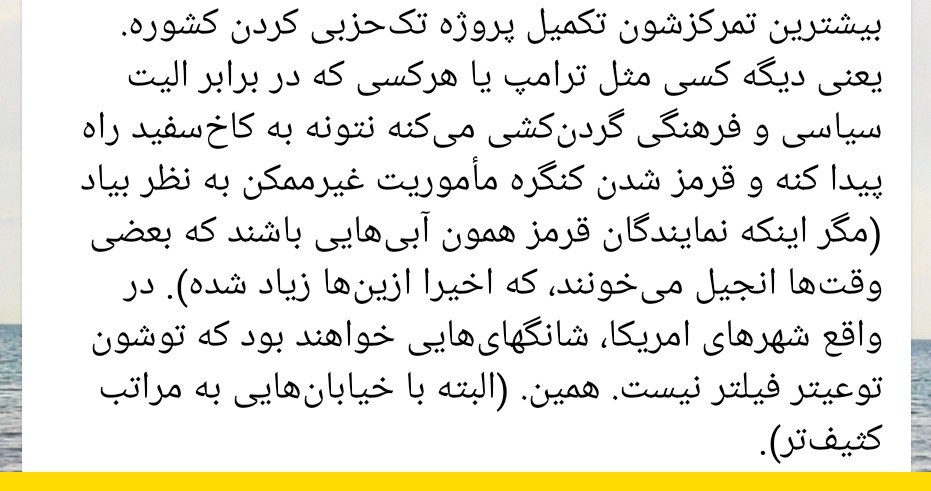 بیشترین تمرکزشون تکمیل پروژه تک‌حزبی کردن کشوره.
یعنی دیگه کسی مثل ترامپ یا هرکسی که در برابر الیت
سیاسی و فرهنگی گردن‌کشی می‌کنه نتونه به کاخ‌سفید راه
پیدا کنه و قرمز شدن کنگره مأموریت غیرممکن به نظر بیاد
(مگر اینکه نمایندگان قرمز همون آبی‌هایی باشند که بعضی
وقت‌ها انجیل می‌خونند، که اخیرا ازین‌ها زیاد شده). در
واقع شهرهای امریکا، شانگهای‌هایی خواهند بود که توشون
توعیتر فیلتر نیست. همین. (البته با خیابان‌هایی به مراتب
کثیف‌تر).